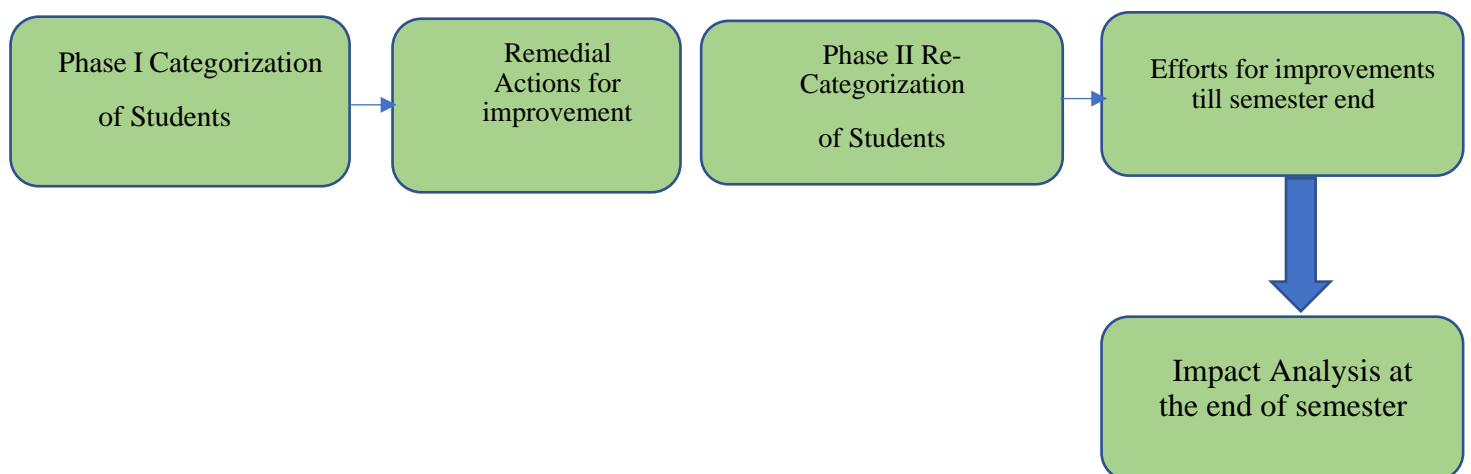 Phase I Categorization
of Students
Remedial
Actions for
improvement
Phase II Re-
Categorization
of Students
Efforts for improvements
till semester end
Impact Analysis at
the end of semester